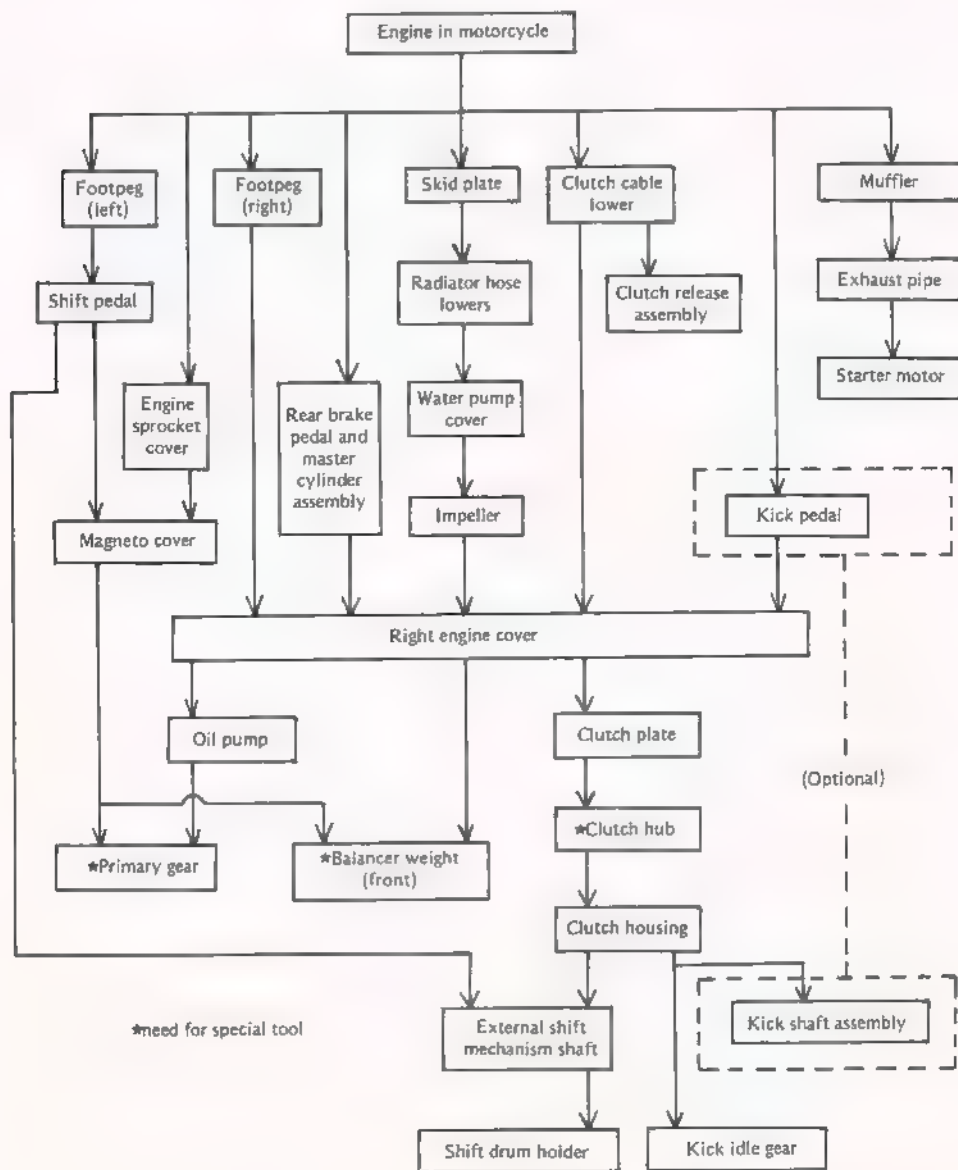 Engine in motorcycle
Footpeg
(left)
Footpeg
(right)
Skid plate
Clutch cable
lower
Muffler
Shift pedal
Radiator hose
lowers
Clutch release
assembly
Exhaust pipe
Starter motor
Engine
sprocket
cover
Rear brake
pedal and
master
cylinder
assembly
Water pump
cover
Magneto cover
Impeller
Kick pedal
Right engine cover
Oil pump
Clutch plate
(Optional)
★Clutch hub
★Primary gear
★Balancer weight
(front)
Clutch housing
★need for special tool
External shift
mechanism shaft
Kick shaft assembly
Shift drum holder
Kick idle gear